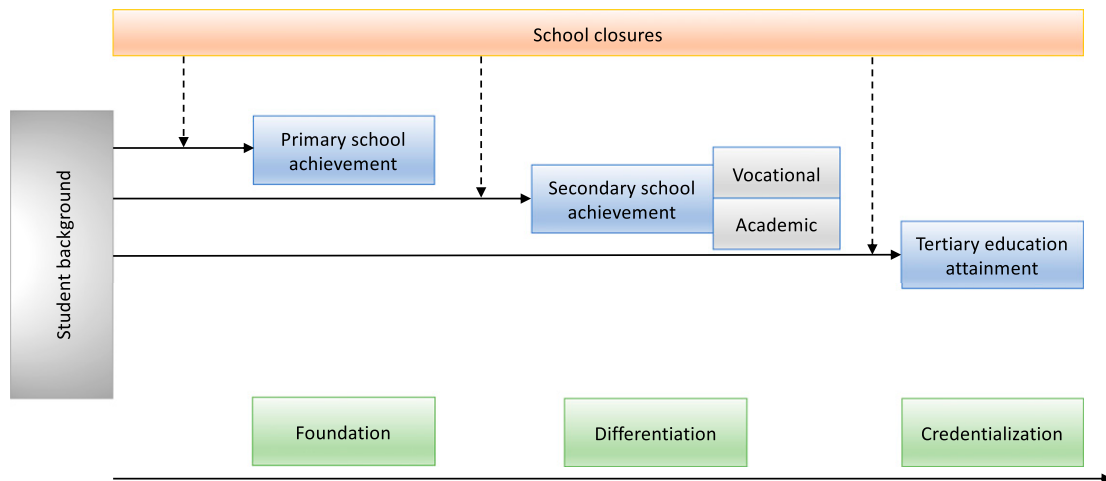 School closures
Student background
Primary school
achievement
Secondary school
achievement
Vocational
Academic
Tertiary education
attainment
Foundation
Differentiation
Credentialization